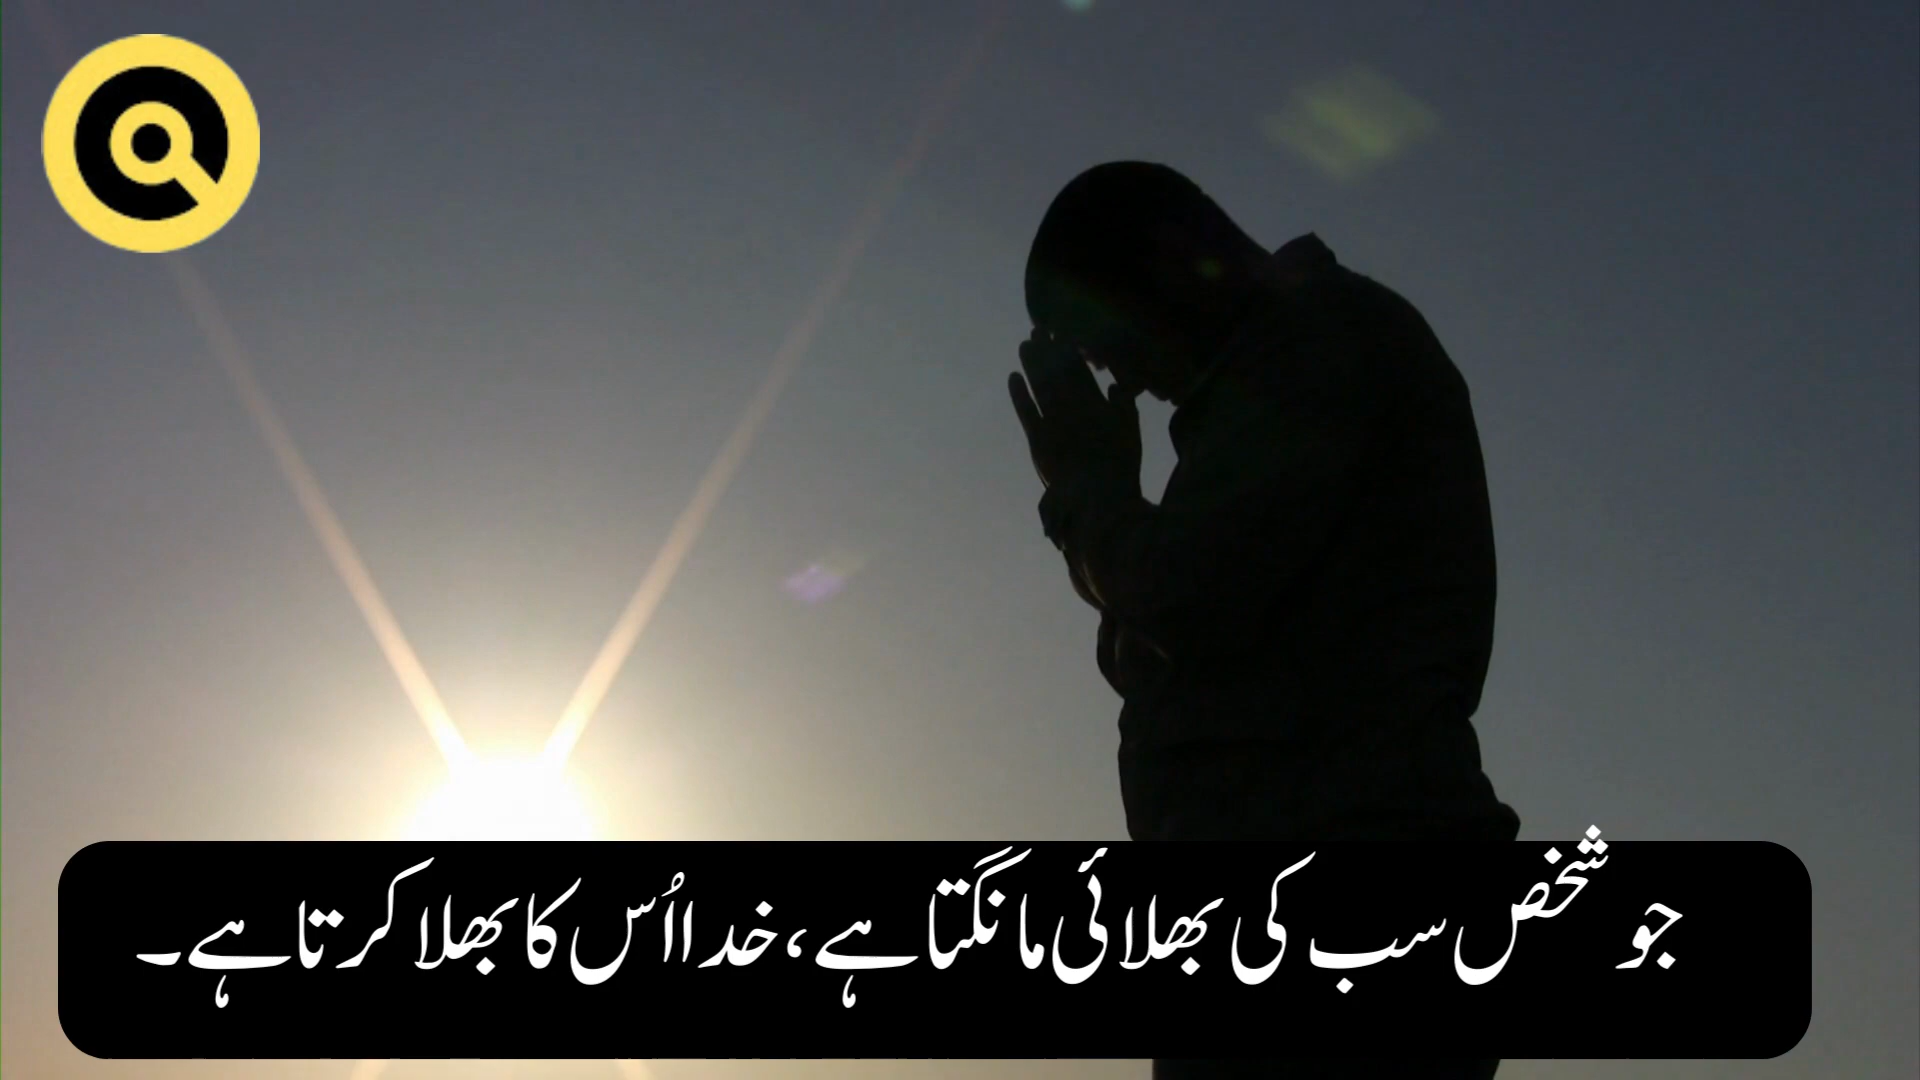 جو شخص سب کی بھلائی مانگتا ہے، خدا اُس کا بھلا کرتا ہے۔